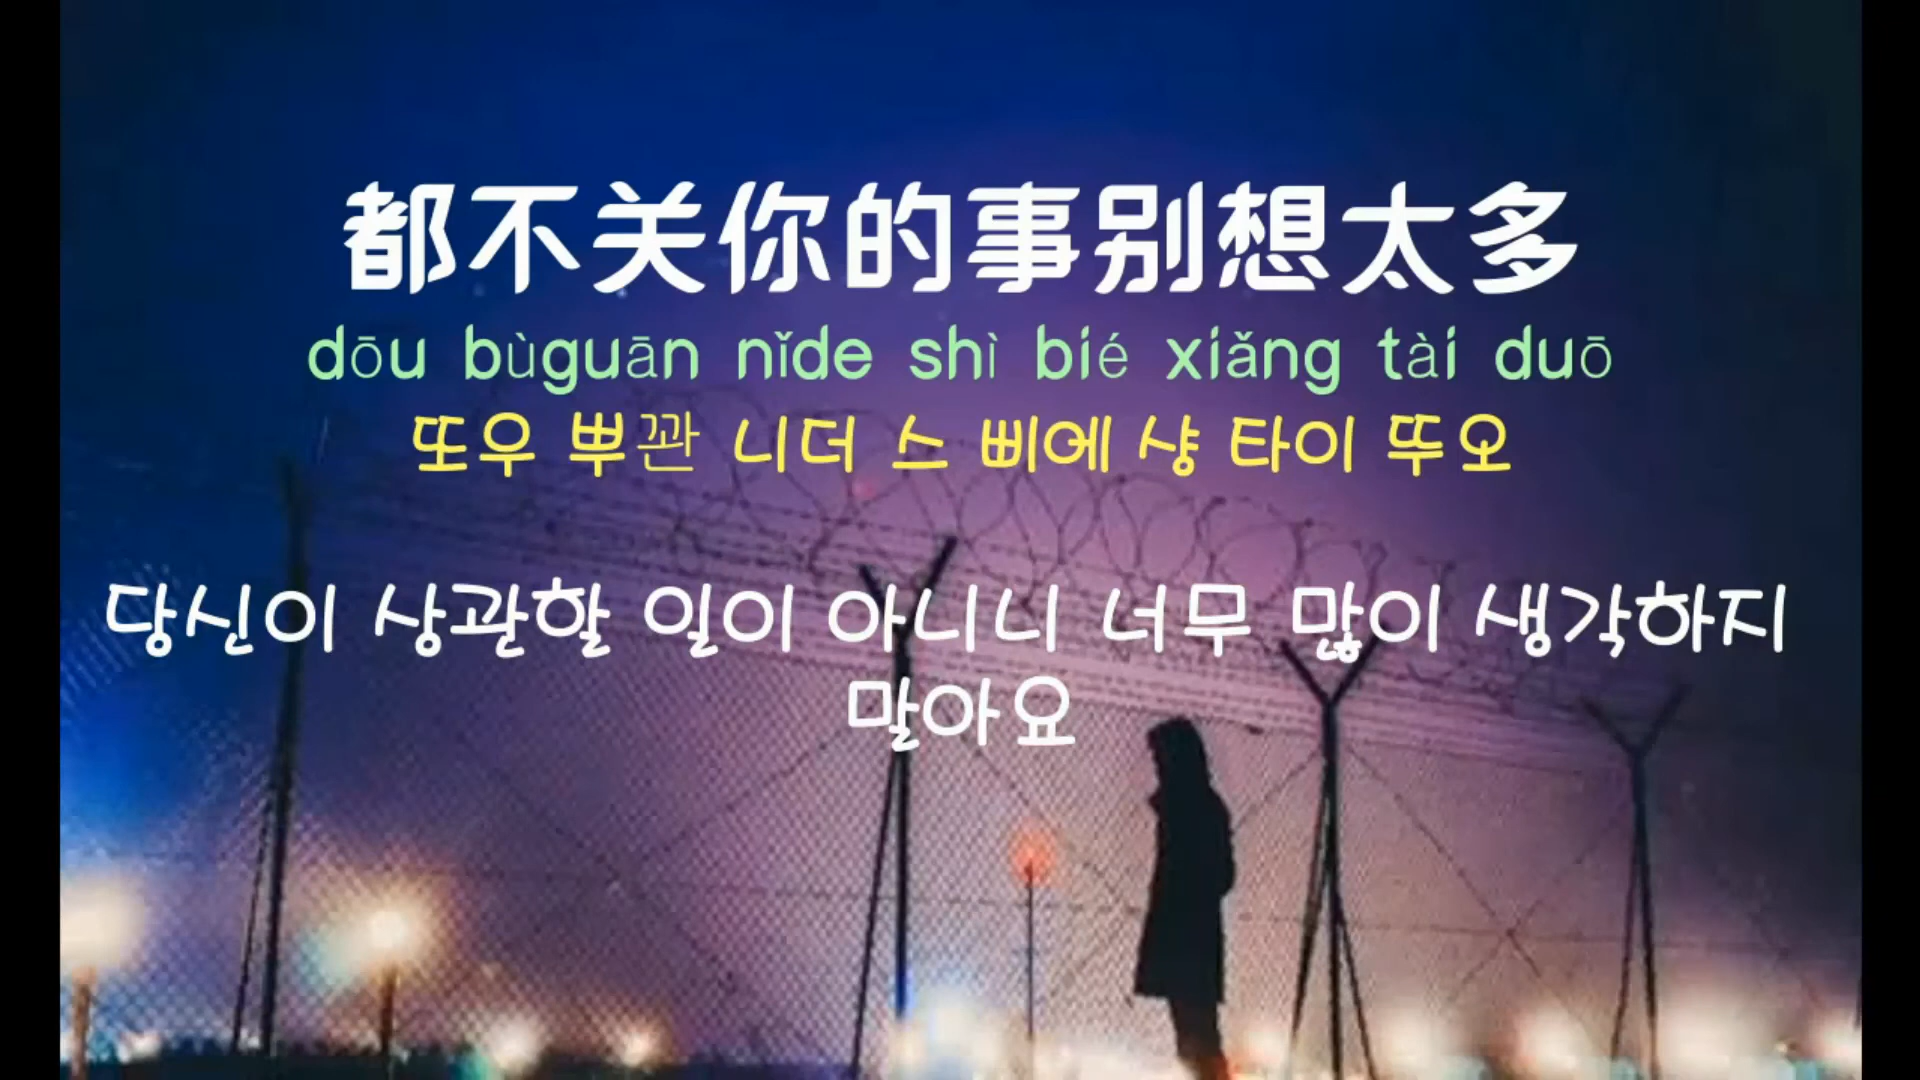 都不关你的事别想太多
dōu bùguān nǐde shì bié xiǎng tài duō
또우 뿌꽌 니더 스 삐에 샹 타이 뚜오
당신이 상관할 일이 아니니 너무 많이 생각하지
말아요